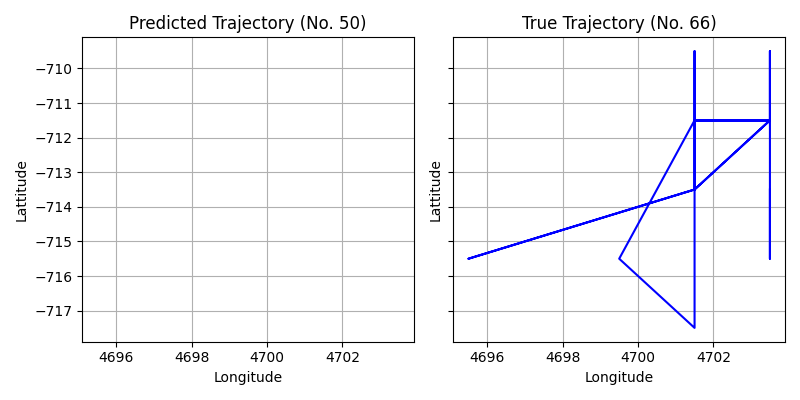 Predicted Trajectory (No. 50)
True Trajectory (No. 66)
Lattitude
−710
−711
−712
−713
−714
−715
−716
−717
4696
4698
4700
4702
Longitude
Lattitude
4696
4698
4700
4702
Longitude